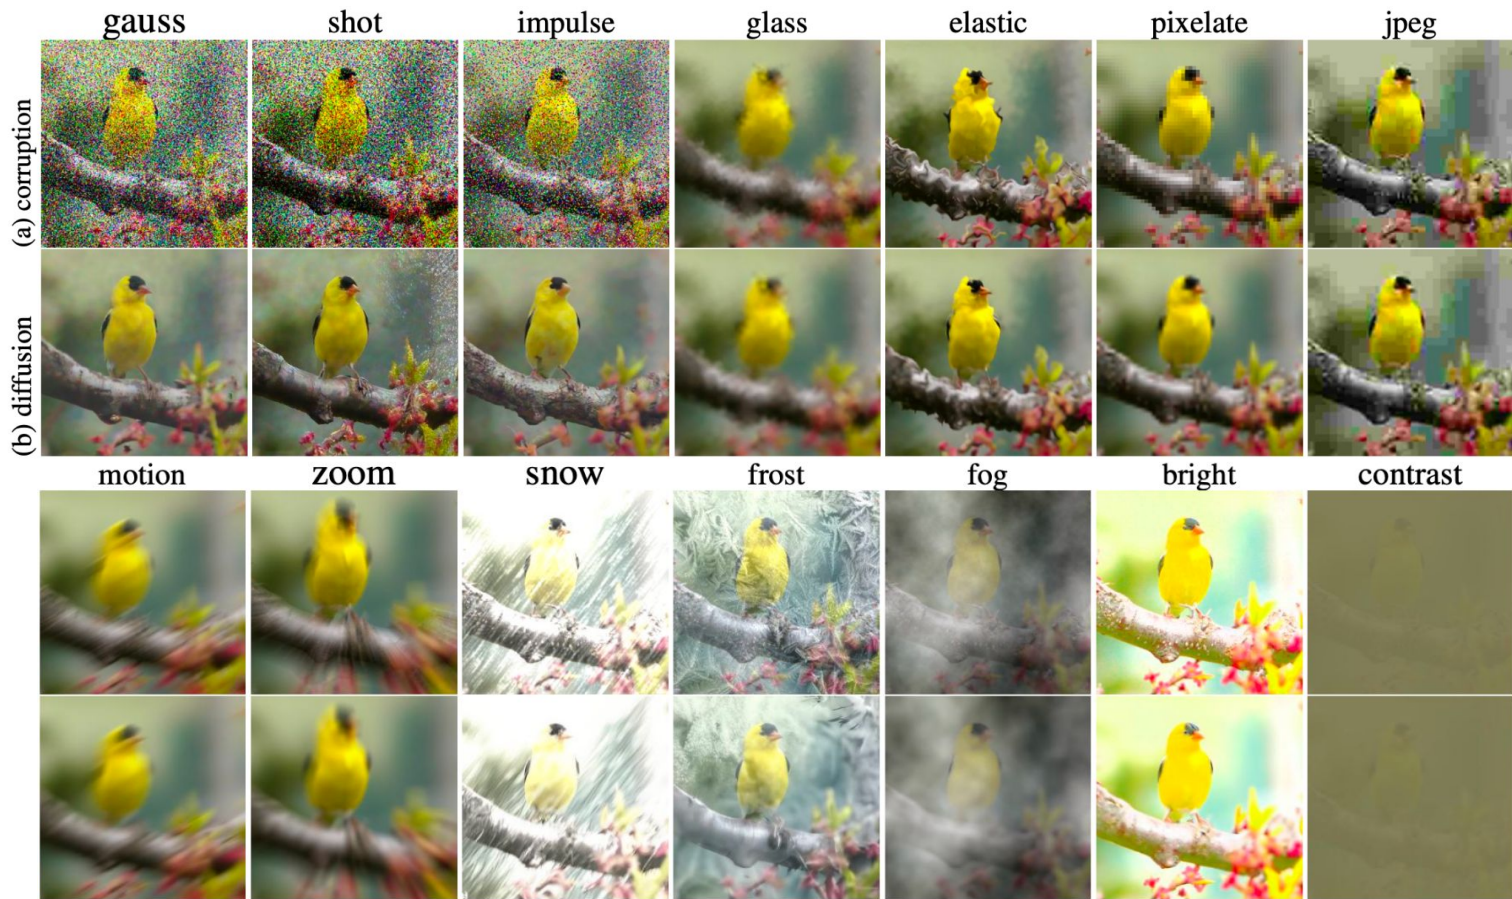 gauss shot impulse glass elastic pixelate jpeg
(a) corruption
(b) diffusion
motion zoom snow frost fog bright contrast